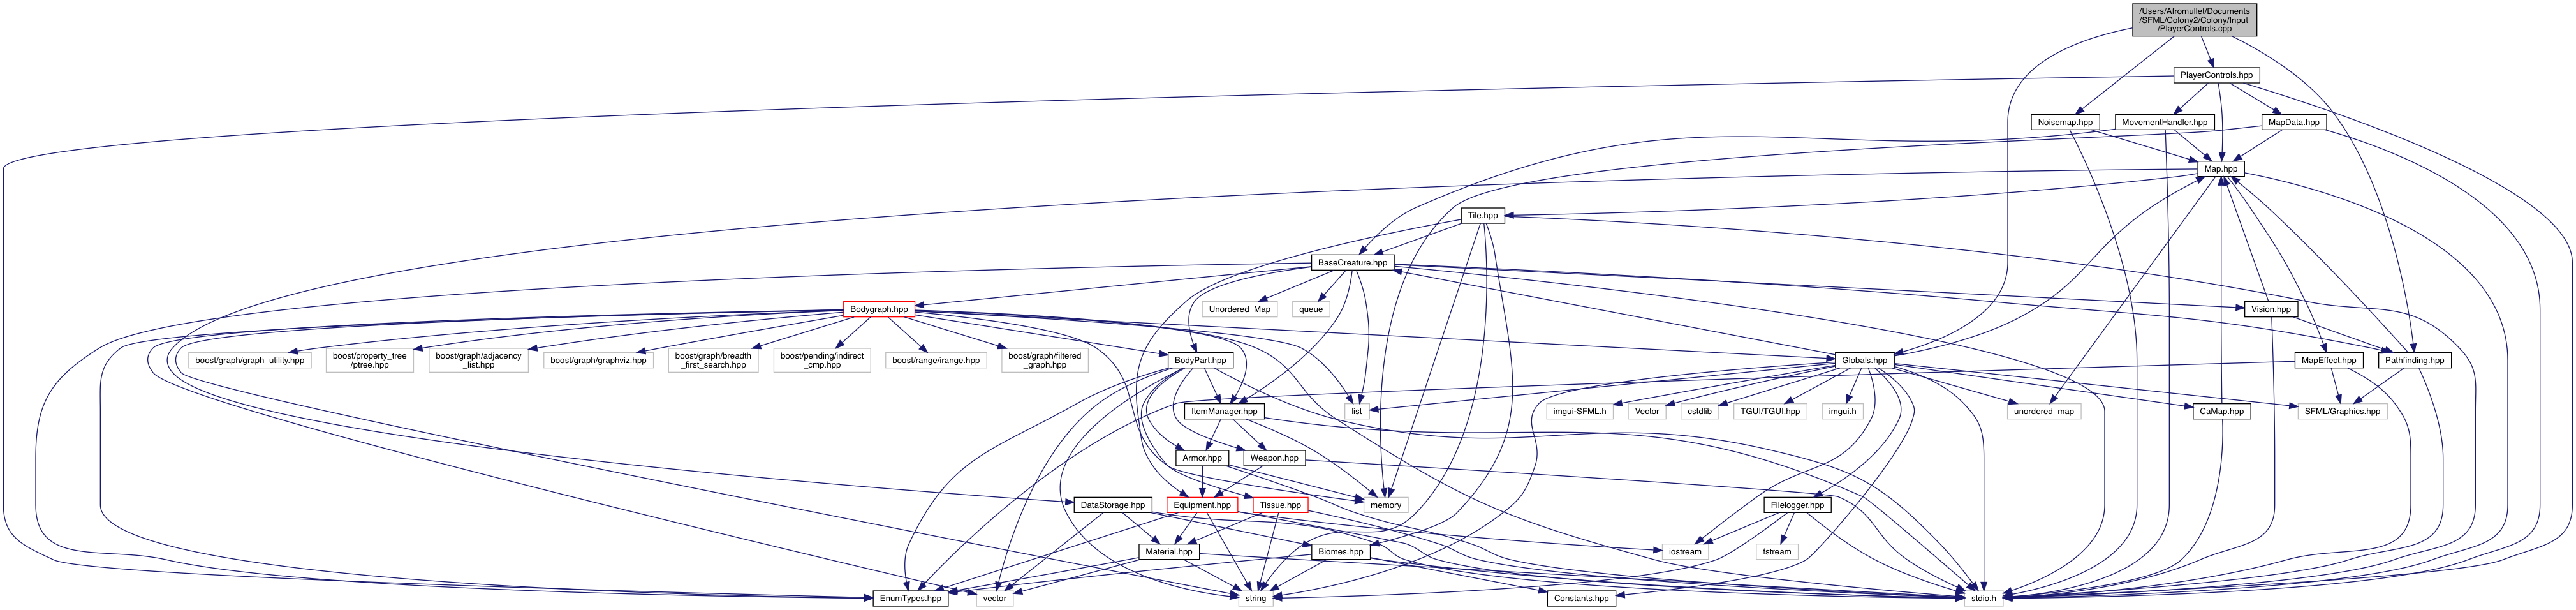 /Users/Afromullet/Documents
/SFML/Colony2/Colony/Input
/PlayerControls.cpp
PlayerControls.hpp
Noisemap.hpp
MovementHandler.hpp
MapData.hpp
Map.hpp
Tile.hpp
BaseCreature.hpp
Bodygraph.hpp
Unordered_Map
queue
Vision.hpp
boost/graph/graph_utility.hpp
boost/property_tree
/ptree.hpp
boost/graph/adjacency
_list.hpp
boost/graph/graphviz.hpp
boost/graph/breadth
_first_search.hpp
boost/pending/indirect
_cmp.hpp
boost/range/irange.hpp
boost/graph/filtered
_graph.hpp
BodyPart.hpp
Globals.hpp
MapEffect.hpp
Pathfinding.hpp
ItemManager.hpp
list
imgui-SFML.h
Vector
cstdlib
TGUI/TGUI.hpp
imgui.h
unordered_map
CaMap.hpp
SFML/Graphics.hpp
Armor.hpp
Weapon.hpp
DataStorage.hpp
Equipment.hpp
Tissue.hpp
memory
Filelogger.hpp
Material.hpp
Biomes.hpp
iostream
fstream
EnumTypes.hpp
vector
string
Constants.hpp
stdio.h